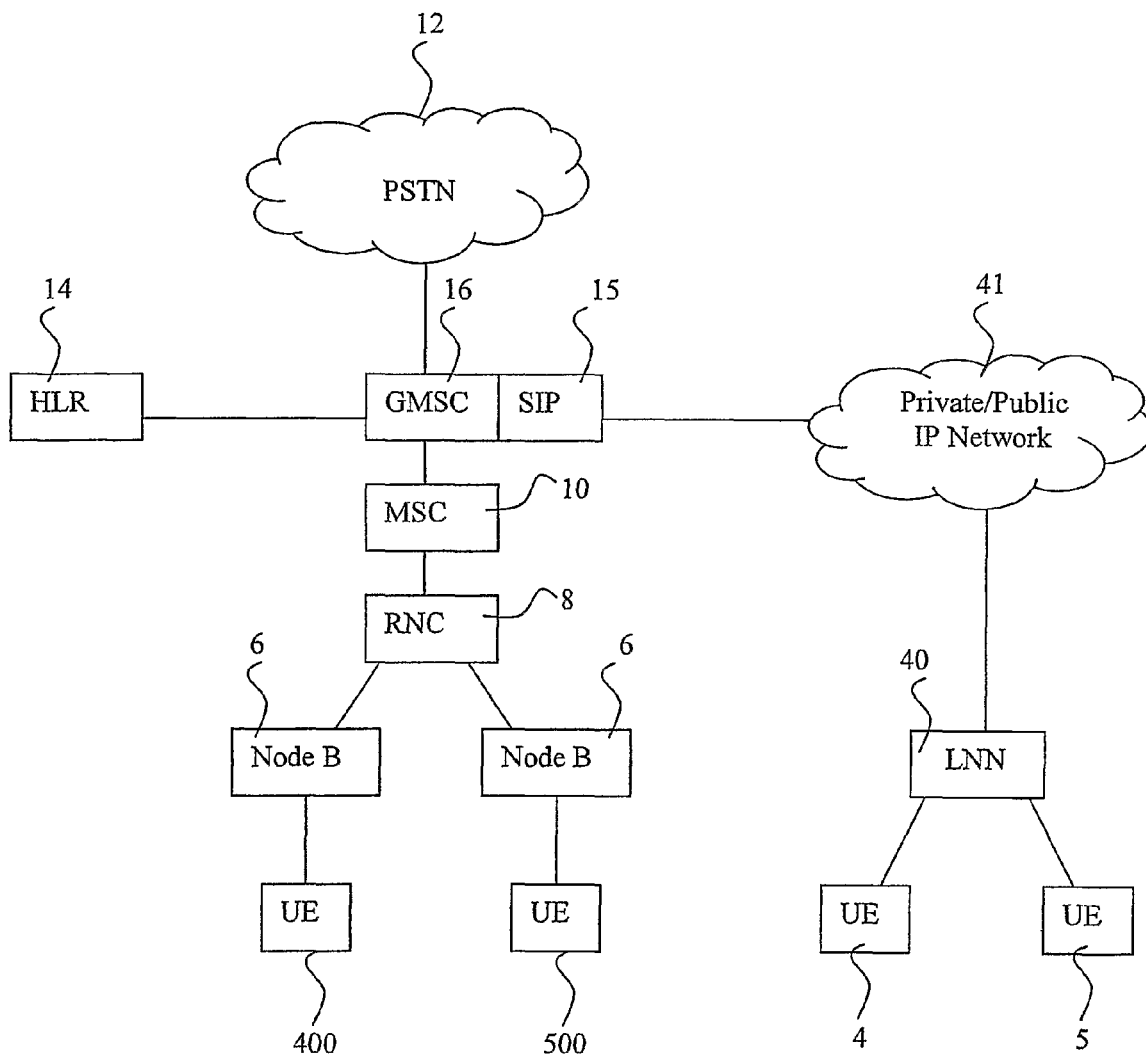 12
PSTN
14
16
15
41
HLR
GMSC
SIP
Private/Public
IP Network
10
MSC
8
RNC
6
6
40
Node B
Node B
LNN
UE
UE
UE
UE
400
500
4
5